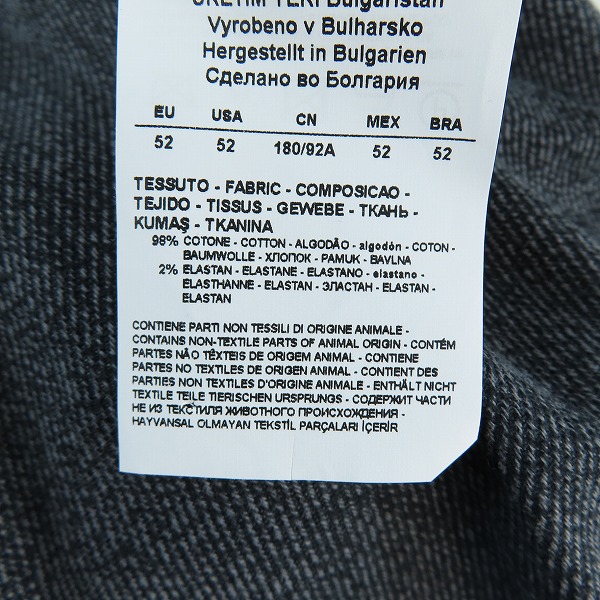 ÜRETİM YERİ Bulgaristan
Vyrobeno v Bulharsko
Hergestellt in Bulgarien
Сделано во Болгария
EU USA CN MEX BRA
52 52 180/92A 52 52
TESSUTO - FABRIC - COMPOSICAO -
TEJIDO - TISSUS - GEWEBE - ТКАНЬ -
KUMAŞ - TKANINA
98% COTONE - COTTON - ALGODÃO - algodón - COTON -
BAUMWOLLE - ХЛОПОК - PAMUK - BAVLNA
2% ELASTAN - ELASTANE - ELASTANO - elastano -
ELASTHANNE - ELASTAN - ЭЛАСТАН - ELASTAN -
ELASTAN
CONTIENE PARTI NON TESSILI DI ORIGINE ANIMALE -
CONTAINS NON-TEXTILE PARTS OF ANIMAL ORIGIN - CONTÉM
PARTES NÃO TÊXTEIS DE ORIGEM ANIMAL - CONTIENE
PARTES NO TEXTILES DE ORIGEN ANIMAL - CONTIENT DES
PARTIES NON TEXTILES D'ORIGINE ANIMALE - ENTHÄLT NICHT
TEXTILE TEILE TIERISCHEN URSPRUNGS - СОДЕРЖИТ ЧАСТИ
НЕ ИЗ ТЕКСТИЛЯ ЖИВОТНОГО ПРОИСХОЖДЕНИЯ -
HAYVANSAL OLMAYAN TEKSTİL PARÇALARI İÇERİR